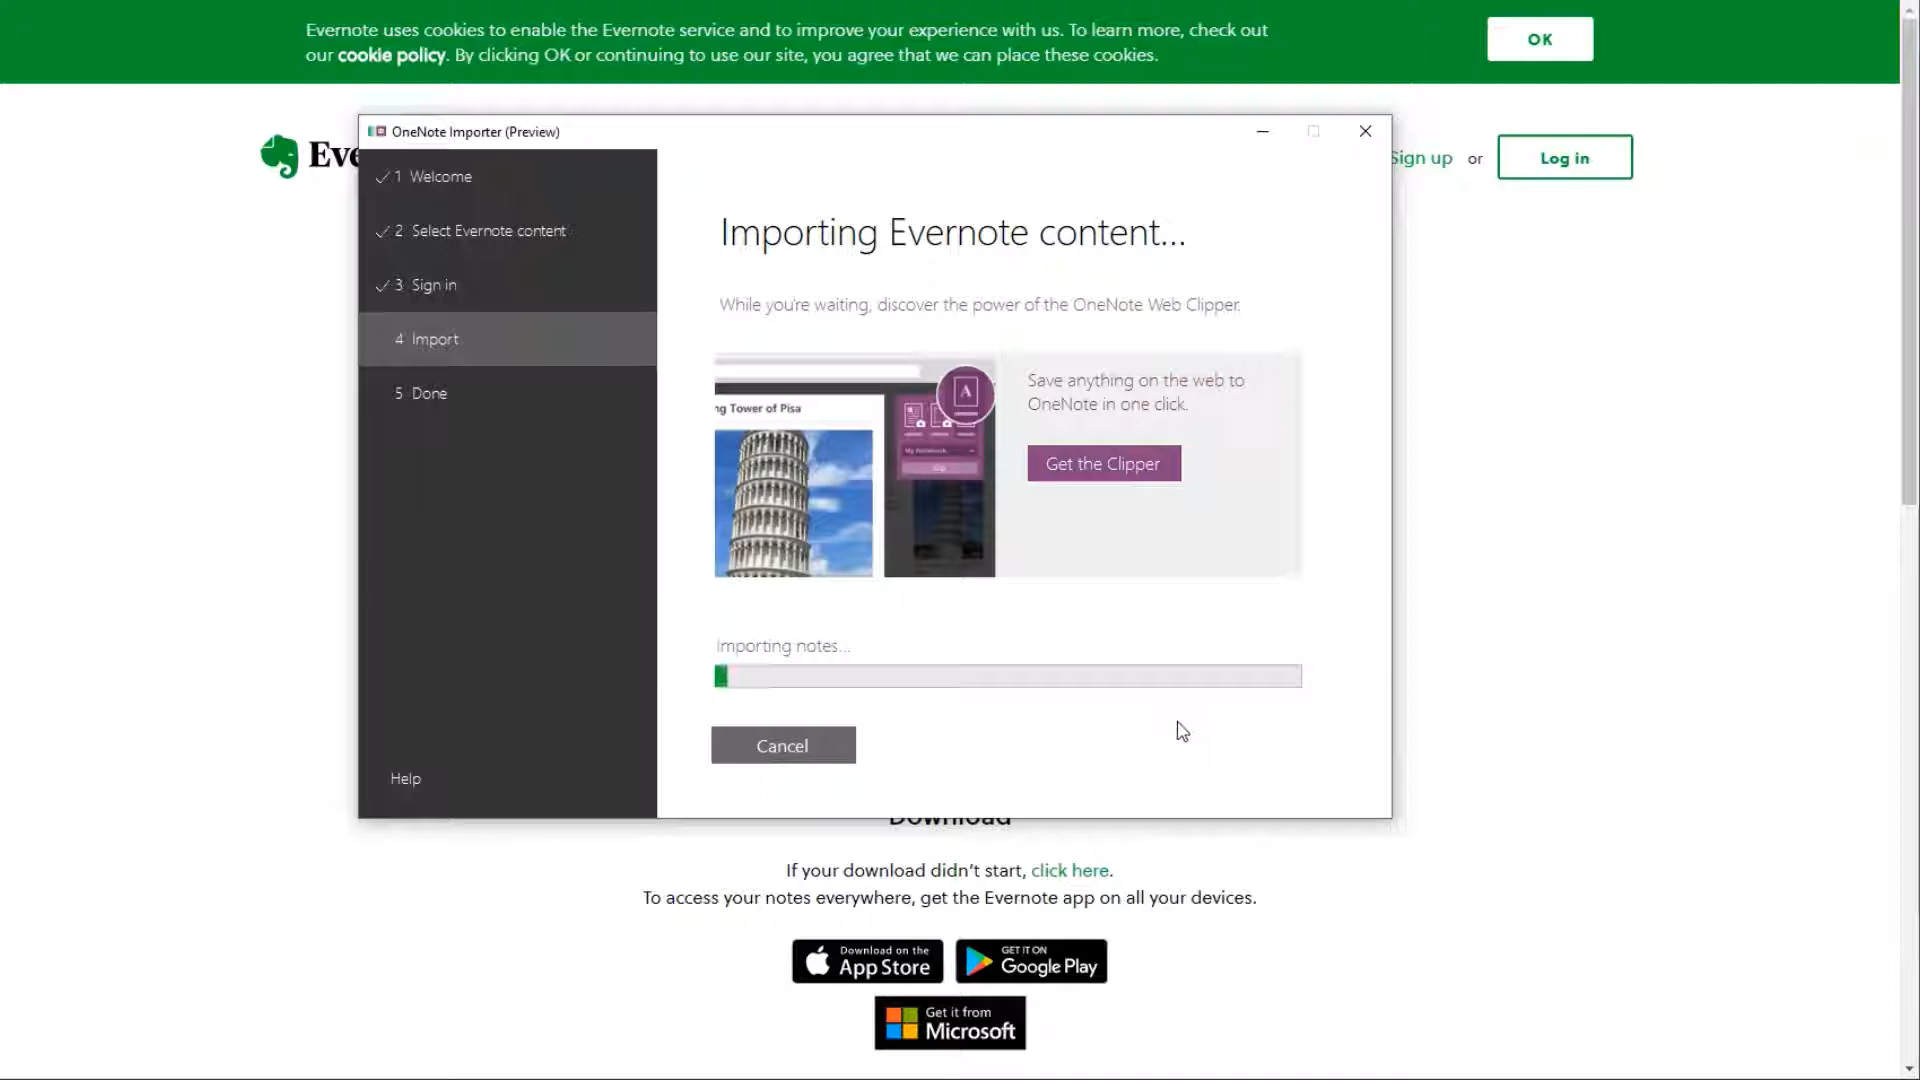 Evernote uses cookies to enable the Evernote service and to improve your experience with us. To learn more, check out
our cookie policy. By clicking OK or continuing to use our site, you agree that we can place these cookies.
OK
OneNote Importer (Preview)
Sign up or
Log in
1 Welcome
2 Select Evernote content
3 Sign in
4 Import
5 Done
Help
Importing Evernote content...
While you're waiting, discover the power of the OneNote Web Clipper.
ng Tower of Pisa
A
My Notebook
Clip
Save anything on the web to
OneNote in one click.
Get the Clipper
Importing notes...
Cancel
Download
If your download didn't start, click here.
To access your notes everywhere, get the Evernote app on all your devices.
Download on the
App Store
GET IT ON
Google Play
Get it from
Microsoft